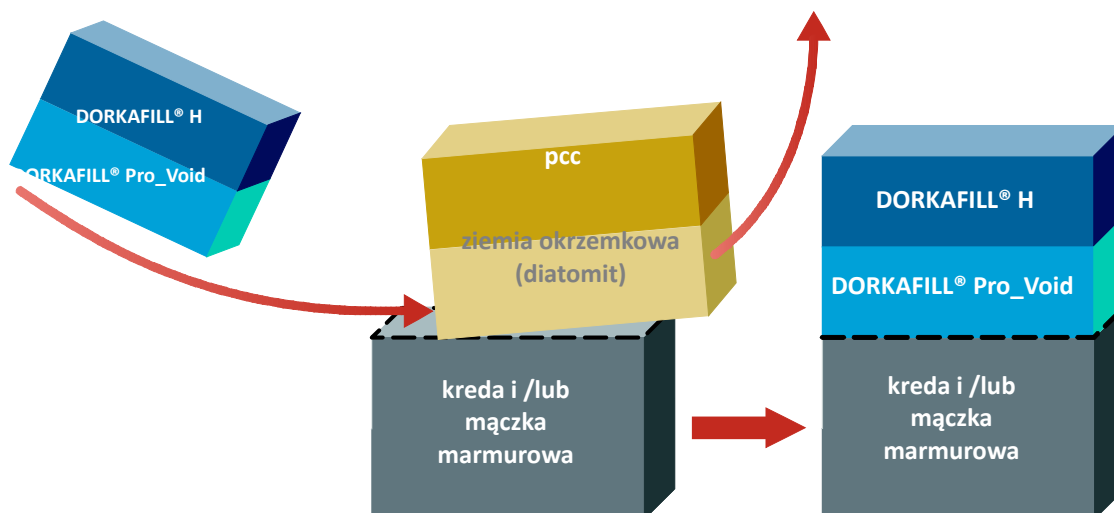 DORKAFILL® H
DORKAFILL® Pro_Void
pcc
ziemia okrzemkowa
(diatomit)
kreda i /lub
mączka
marmurowa
DORKAFILL® H
DORKAFILL® Pro_Void
kreda i /lub
mączka
marmurowa